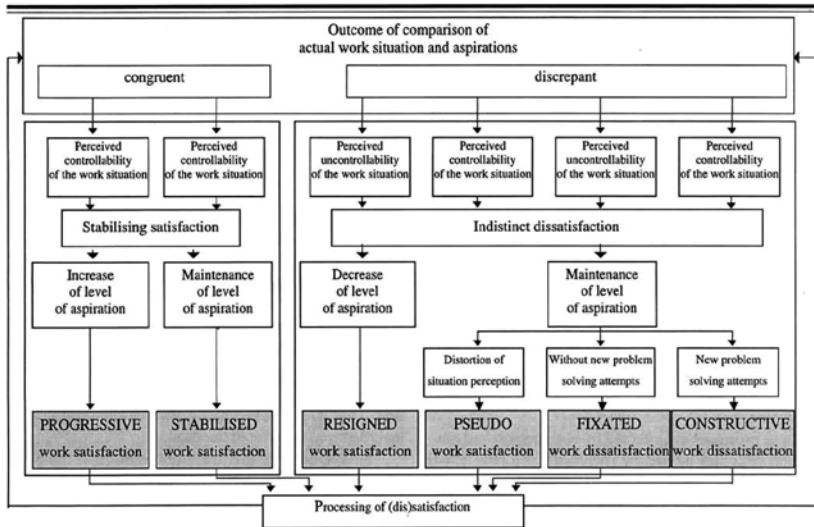 Outcome of comparison of
actual work situation and aspirations
congruent
discrepant
Perceived
controllability
of the work situation
Perceived
controllability
of the work situation
Perceived
uncontrollability
of the work situation
Perceived
controllability
of the work situation
Perceived
uncontrollability
of the work situation
Perceived
controllability
of the work situation
Stabilising satisfaction
Indistinct dissatisfaction
Increase
of level
of aspiration
Maintenance
of level
of aspiration
Decrease
of level
of aspiration
Maintenance
of level
of aspiration
Distortion of
situation perception
Without new problem
solving attempts
New problem
solving attempts
PROGRESSIVE
work satisfaction
STABILISED
work satisfaction
RESIGNED
work satisfaction
PSEUDO
work satisfaction
FIXATED
work dissatisfaction
CONSTRUCTIVE
work dissatisfaction
Processing of (dis)satisfaction